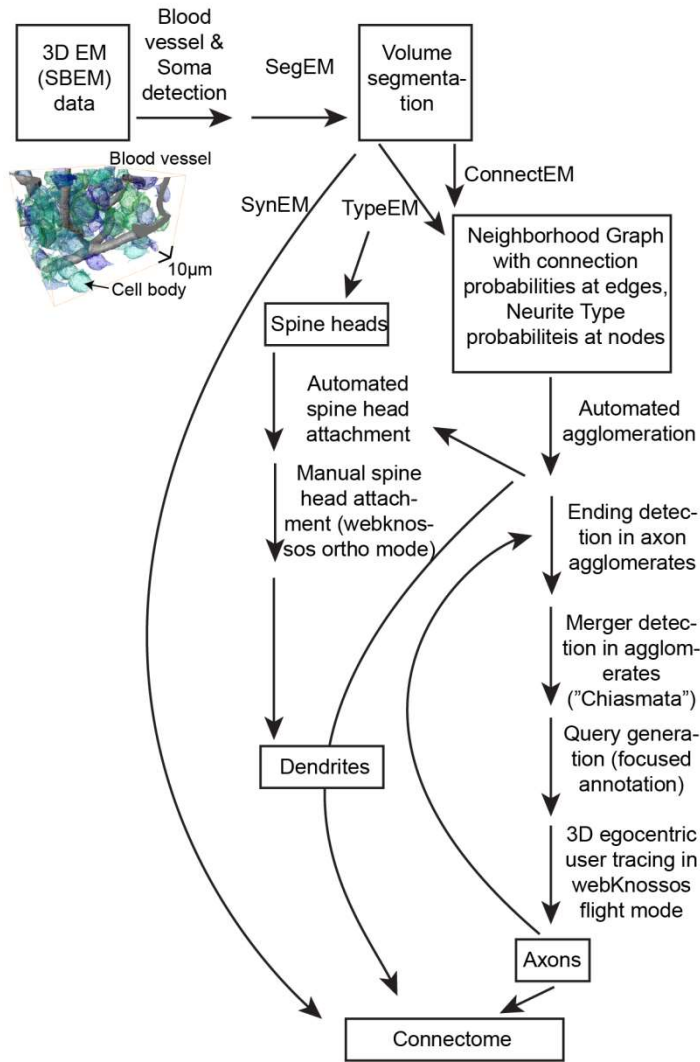 3D EM
(SBEM)
data
Blood
vessel &
Soma
detection
SegEM
Volume
segmenta-
tion
Blood vessel
10µm
Cell body
SynEM
TypeEM
ConnectEM
Neighborhood Graph
with connection
probabilities at edges,
Neurite Type
probabiliteis at nodes
Spine heads
Automated
spine head
attachment
Automated
agglomeration
Manual spine
head attach-
ment (webknos-
sos ortho mode)
Ending detec-
tion in axon
agglomerates
Merger detec-
tion in agglom-
erates
("Chiasmata”)
Query genera-
tion (focused
annotation)
Dendrites
3D egocentric
user tracing in
webKnossos
flight mode
Axons
Connectome